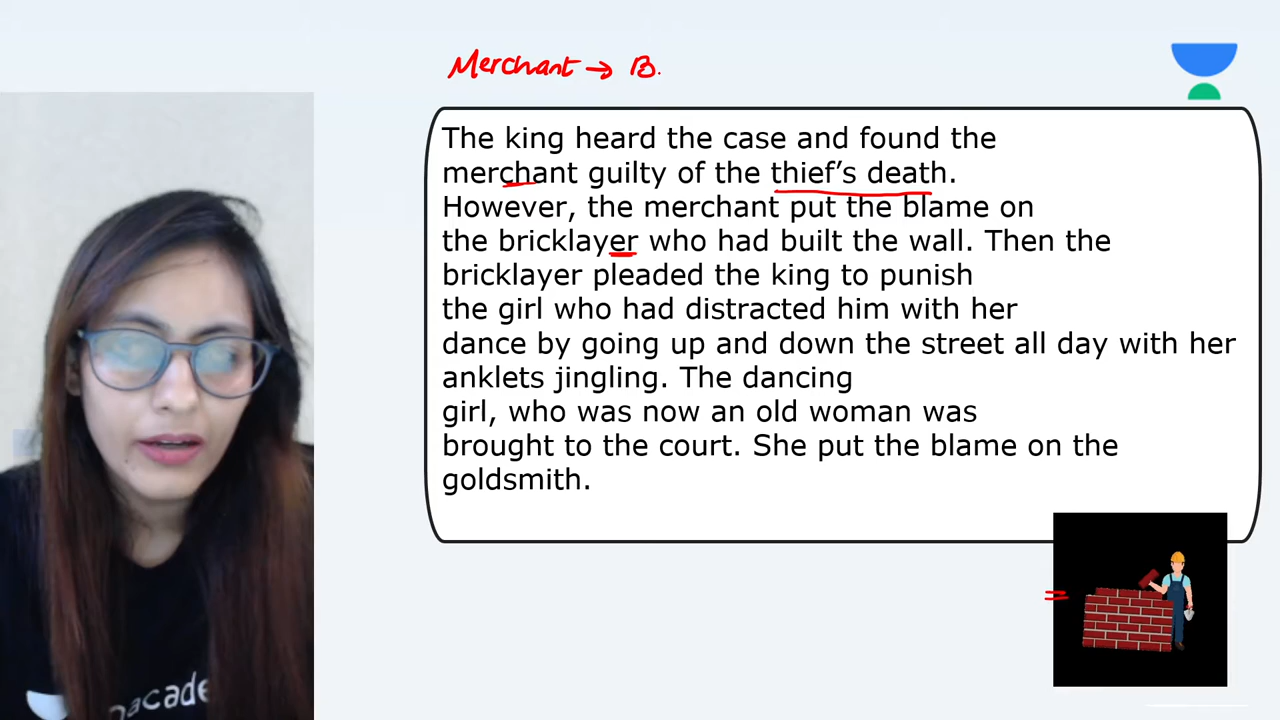 Merchant → B.
The king heard the case and found the
merchant guilty of the thief's death.
However, the merchant put the blame on
the bricklayer who had built the wall. Then the
bricklayer pleaded the king to punish
the girl who had distracted him with her
dance by going up and down the street all day with her
anklets jingling. The dancing
girl, who was now an old woman was
brought to the court. She put the blame on the
goldsmith.
=